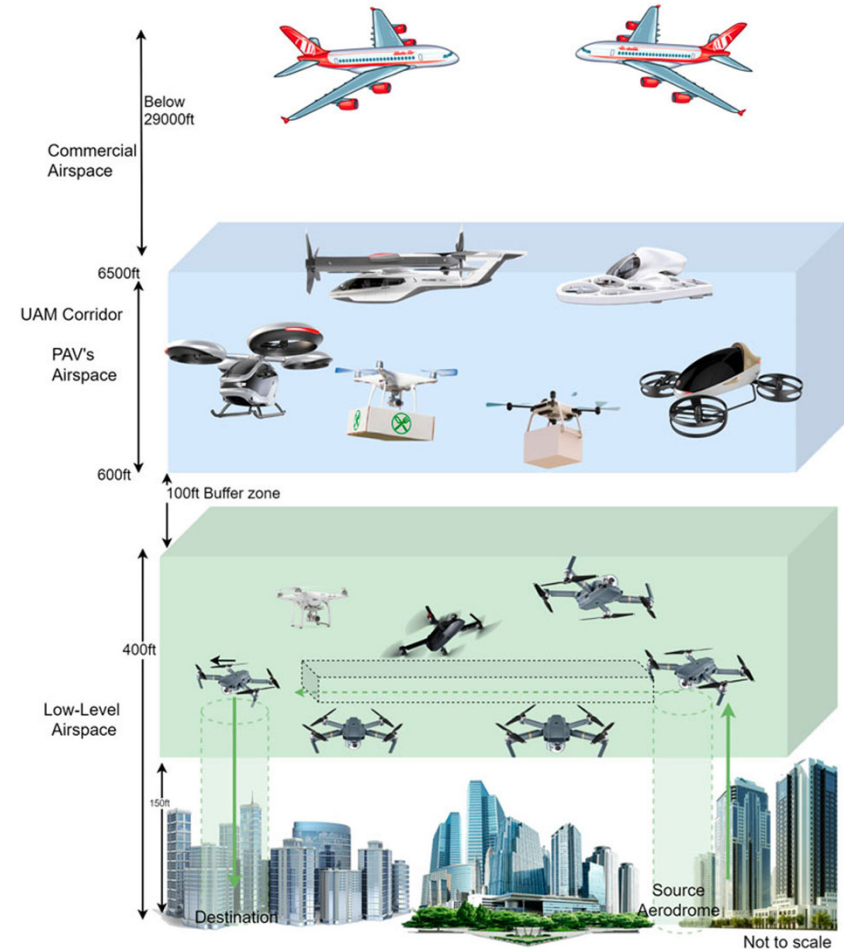 Below
29000ft
Commercial
Airspace
6500ft
UAM Corridor
PAV's
Airspace
600ft
100ft Buffer zone
400ft
Low-Level
Airspace
150ft
Destination
Source
Aerodrome
Not to scale